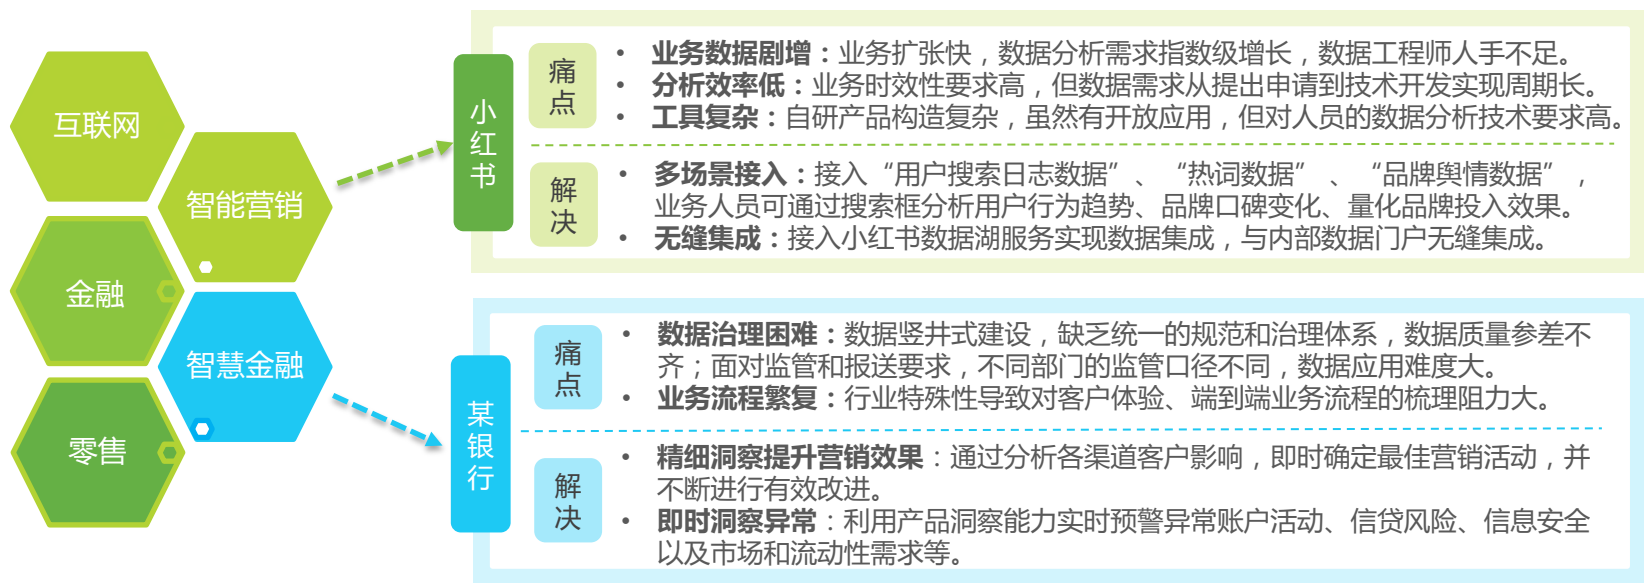 互联网
智能营销
金融
智慧金融
零售
小红书
痛点
• 业务数据剧增：业务扩张快，数据分析需求指数级增长，数据工程师人手不足。
• 分析效率低：业务时效性要求高，但数据需求从提出申请到技术开发实现周期长。
• 工具复杂：自研产品构造复杂，虽然有开放应用，但对人员的数据分析技术要求高。
解决
• 多场景接入：接入“用户搜索日志数据”、“热词数据”、“品牌舆情数据”，
业务人员可通过搜索框分析用户行为趋势、品牌口碑变化、量化品牌投入效果。
• 无缝集成：接入小红书数据湖服务实现数据集成，与内部数据门户无缝集成。
某银行
痛点
• 数据治理困难：数据竖井式建设，缺乏统一的规范和治理体系，数据质量参差不
齐；面对监管和报送要求，不同部门的监管口径不同，数据应用难度大。
• 业务流程繁复：行业特殊性导致对客户体验、端到端业务流程的梳理阻力大。
解决
• 精细洞察提升营销效果：通过分析各渠道客户影响，即时确定最佳营销活动，并
不断进行有效改进。
• 即时洞察异常：利用产品洞察能力实时预警异常账户活动、信贷风险、信息安全
以及市场和流动性需求等。